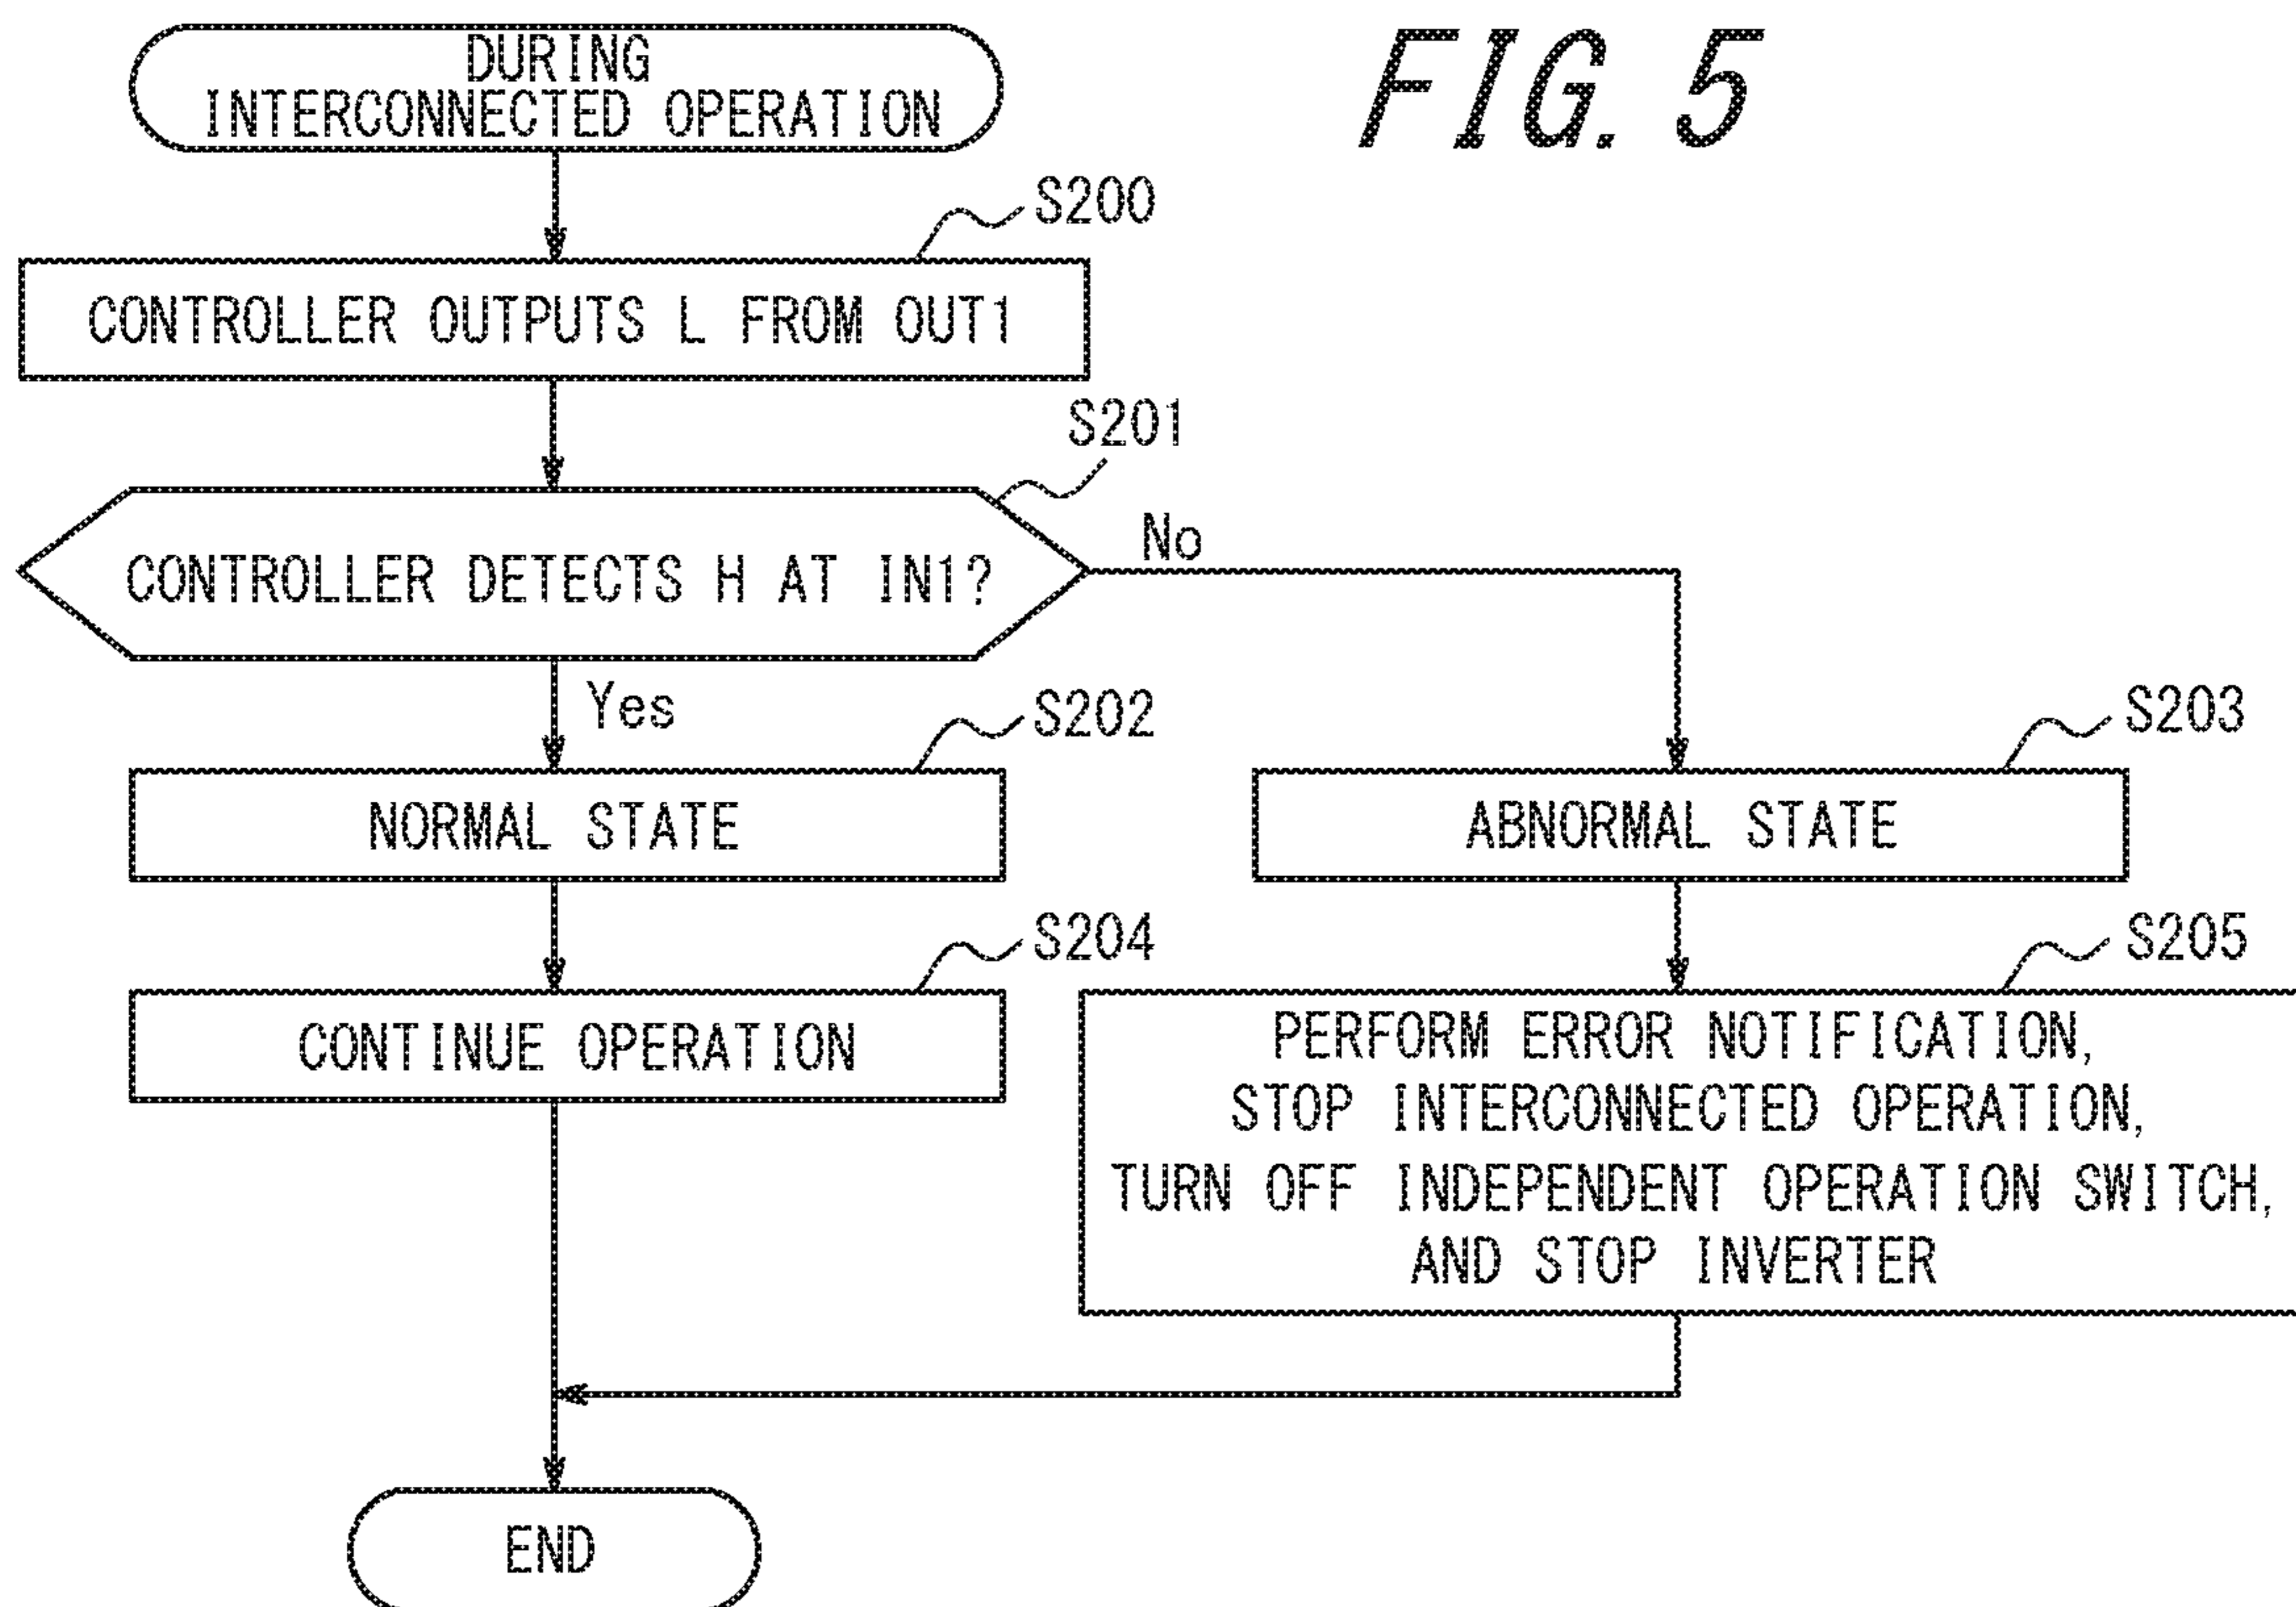 FIG. 5
DURING
INTERCONNECTED OPERATION
S200
CONTROLLER OUTPUTS L FROM OUT1
S201
CONTROLLER DETECTS H AT IN1?
No
Yes
S202
NORMAL STATE
S203
ABNORMAL STATE
S204
CONTINUE OPERATION
S205
PERFORM ERROR NOTIFICATION,
STOP INTERCONNECTED OPERATION,
TURN OFF INDEPENDENT OPERATION SWITCH,
AND STOP INVERTER
END